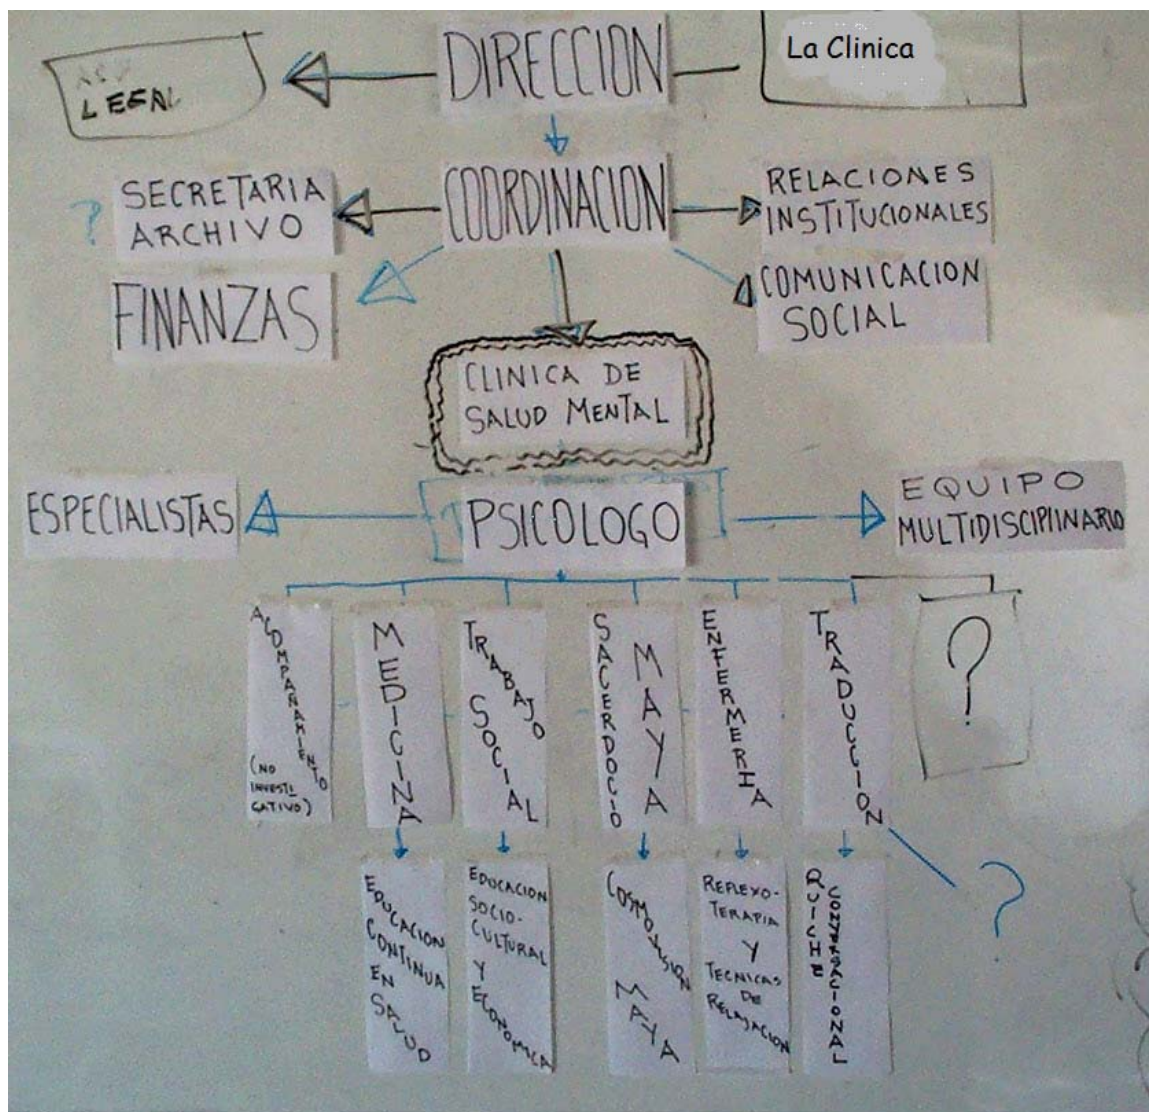 DIRECCION
La Clinica
SECRETARIA
ARCHIVO
COORDINACION
RELACIONES
INSTITUCIONALES
FINANZAS
COMUNICACION
SOCIAL
CLINICA DE
SALUD MENTAL
ESPECIALISTAS
PSICOLOGO
EQUIPO
MULTIDISCIPLINARIO
?
ACOMPAÑAMIENTO
(NO
INVESTI
GATIVO)
MEDICINA
TRABAJO
SOCIAL
SACERDOCIO
MAYA
ENFERMERIA
TRADUCCION
?
EDUCACION
CONTINUA
EN
SALUD
EDUCACION
SOCIO-
CULTURAL
Y
ECONOMICA
COSMOVISION
MAYA
REFLEXO-
TERAPIA
Y
TECNICAS
DE
RELAJACION
QUICHE
CONVERSACIONAL
?